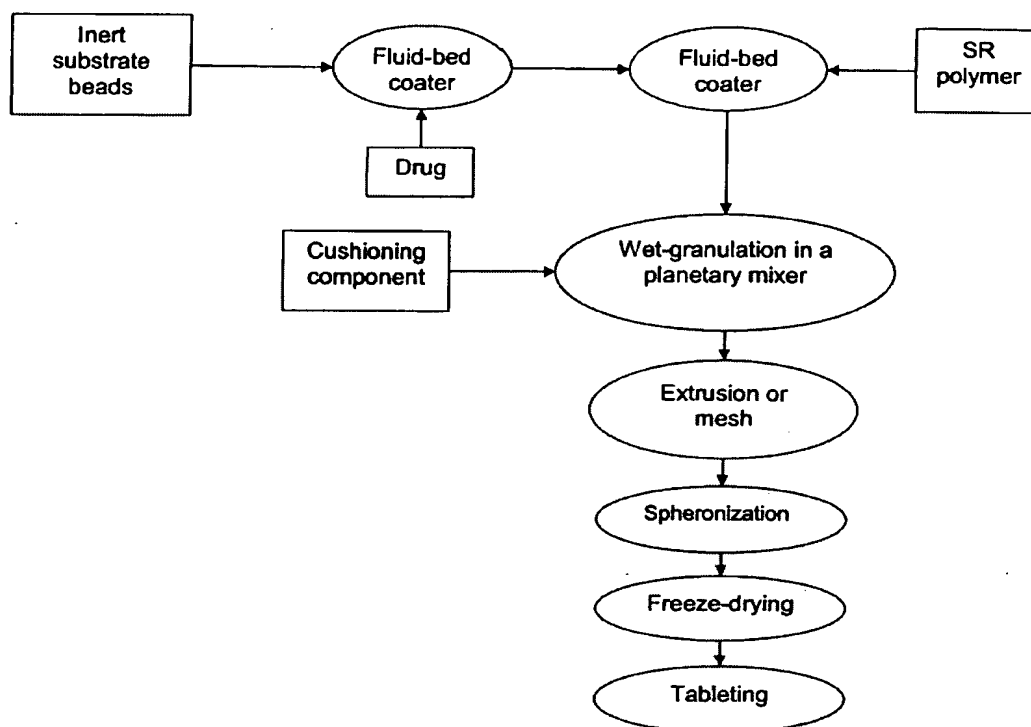 Inert
substrate
beads
Fluid-bed
coater
Fluid-bed
coater
SR
polymer
Drug
Cushioning
component
Wet-granulation in a
planetary mixer
Extrusion or
mesh
Spheronization
Freeze-drying
Tableting